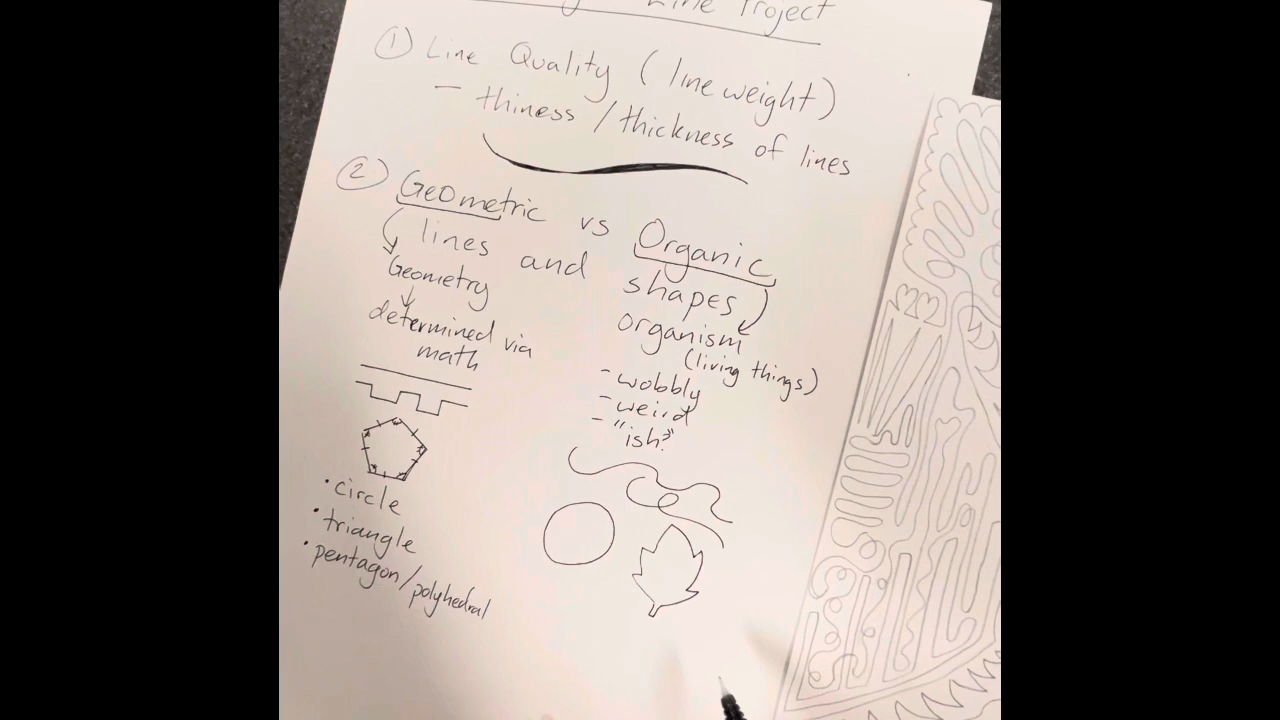 Line Project
① Line Quality (line weight)
— thiness / thickness of lines
② Geometric vs Organic
lines and shapes
Geometry
determined via
math
• circle
• triangle
• pentagon/polyhedral
organism
(living things)
- wobbly
- weird
- "ish"